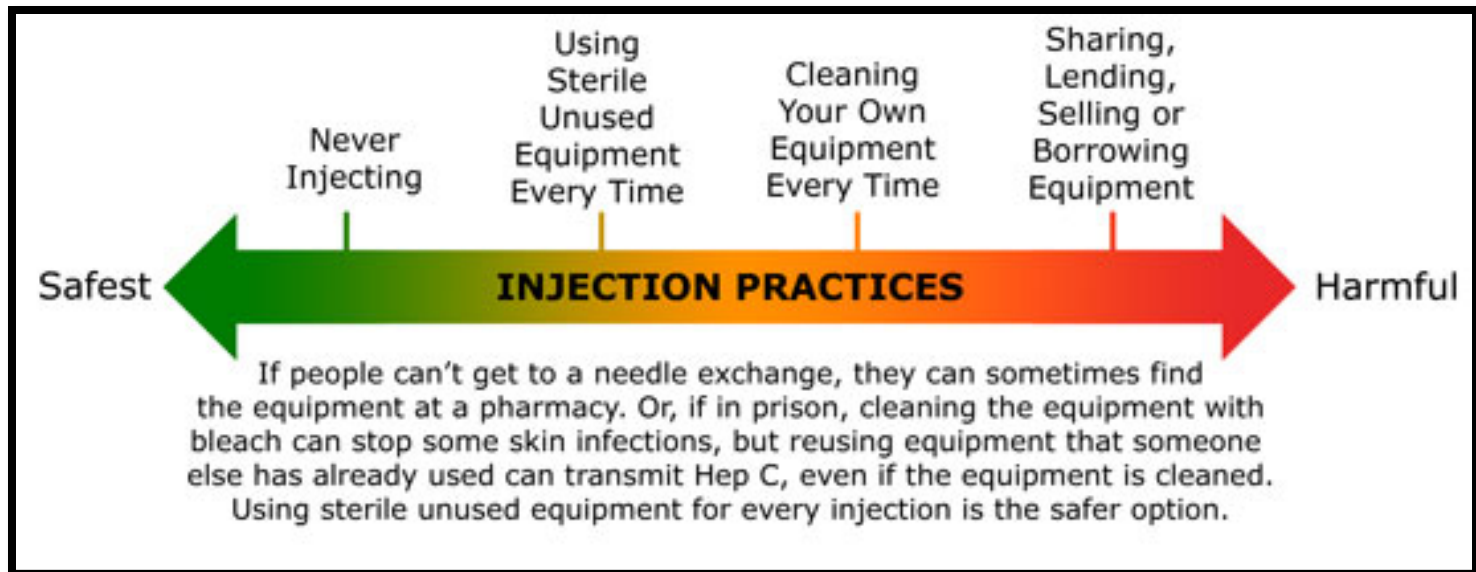 Never
Injecting
Using
Sterile
Unused
Equipment
Every Time
Cleaning
Your Own
Equipment
Every Time
Sharing,
Lending,
Selling or
Borrowing
Equipment
Safest
INJECTION PRACTICES
Harmful
If people can’t get to a needle exchange, they can sometimes find
the equipment at a pharmacy. Or, if in prison, cleaning the equipment with
bleach can stop some skin infections, but reusing equipment that someone
else has already used can transmit Hep C, even if the equipment is cleaned.
Using sterile unused equipment for every injection is the safer option.